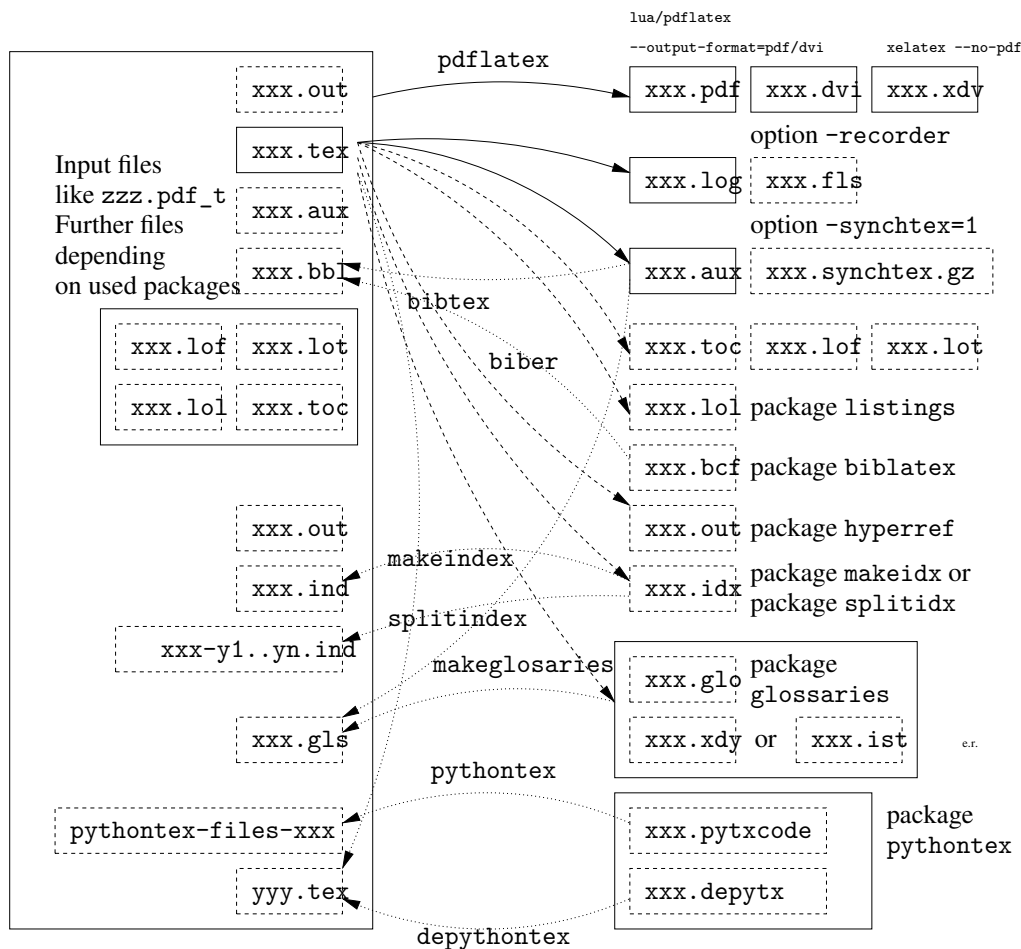 lua/pdflatex
--output-format=pdf/dvi
xelatex --no-pdf
pdflatex
xxx.out
xxx.pdf
xxx.dvi
xxx.xdv
xxx.tex
option -recorder
Input files
like zzz.pdf_t
Further files
depending
on used packages
xxx.log
xxx.fls
xxx.aux
option -synchtex=1
xxx.bbl
xxx.aux
xxx.synchtex.gz
bibtex
xxx.lof
xxx.lot
biber
xxx.toc
xxx.lof
xxx.lot
xxx.lol
xxx.toc
xxx.lol
package listings
xxx.bcf
package biblatex
xxx.out
xxx.out
package hyperref
makeindex
xxx.ind
xxx.idx
package makeidx or
package splitidx
splitindex
xxx-y1..yn.ind
makeglosaries
xxx.glo
package
glossaries
xxx.gls
xxx.xdy
or
xxx.ist
e.r.
pythontex
pythontex-files-xxx
xxx.pytxcode
package
pythontex
yyy.tex
xxx.depytx
depythontex